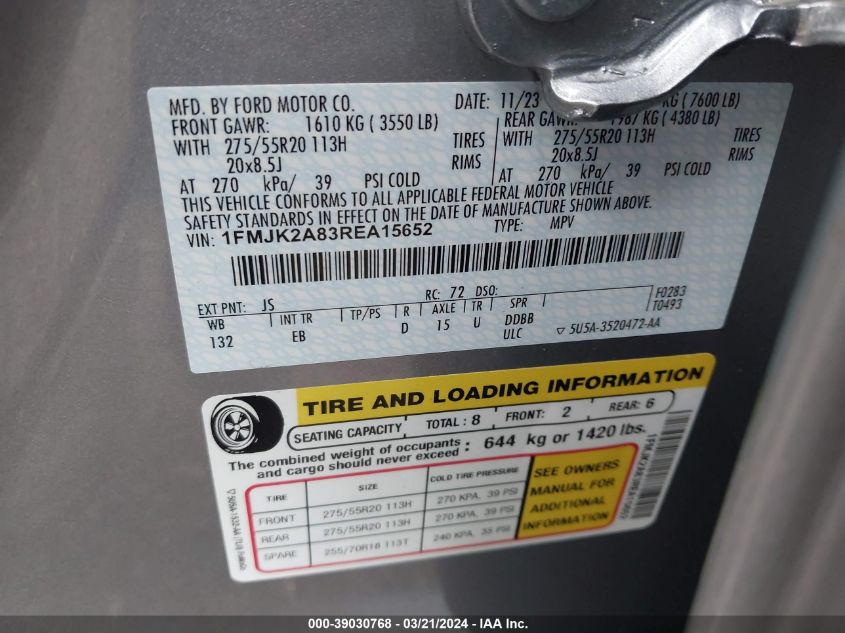 MFD. BY FORD MOTOR CO.
DATE: 11/23 KG ( 7600 LB)
FRONT GAWR: 1610 KG ( 3550 LB)
REAR GAWR: 1987 KG ( 4380 LB)
WITH 275/55R20 113H TIRES
WITH 275/55R20 113H TIRES
20x8.5J RIMS
20x8.5J RIMS
AT 270 kPa/ 39 PSI COLD
AT 270 kPa/ 39 PSI COLD
THIS VEHICLE CONFORMS TO ALL APPLICABLE FEDERAL MOTOR VEHICLE
SAFETY STANDARDS IN EFFECT ON THE DATE OF MANUFACTURE SHOWN ABOVE.
VIN: 1FMJK2A83REA15652
TYPE: MPV
EXT PNT: JS RC: 72 DSO:
F0283
T0493
WB INT TR TP/PS R AXLE TR SPR
132 EB D 15 U DDBB
ULC
5U5A-3520472-AA
TIRE AND LOADING INFORMATION
SEATING CAPACITY TOTAL : 8 FRONT: 2 REAR: 6
The combined weight of occupants
and cargo should never exceed : 644 kg or 1420 lbs.
TIRE SIZE COLD TIRE PRESSURE
FRONT 275/55R20 113H 270 KPA, 39 PSI
REAR 275/55R20 113H 270 KPA, 39 PSI
SPARE 255/70R18 113T 240 KPA, 35 PSI
SEE OWNERS
MANUAL FOR
ADDITIONAL
INFORMATION
1FMJK2A83REA15652
000-39030768 - 03/21/2024 - IAA Inc.